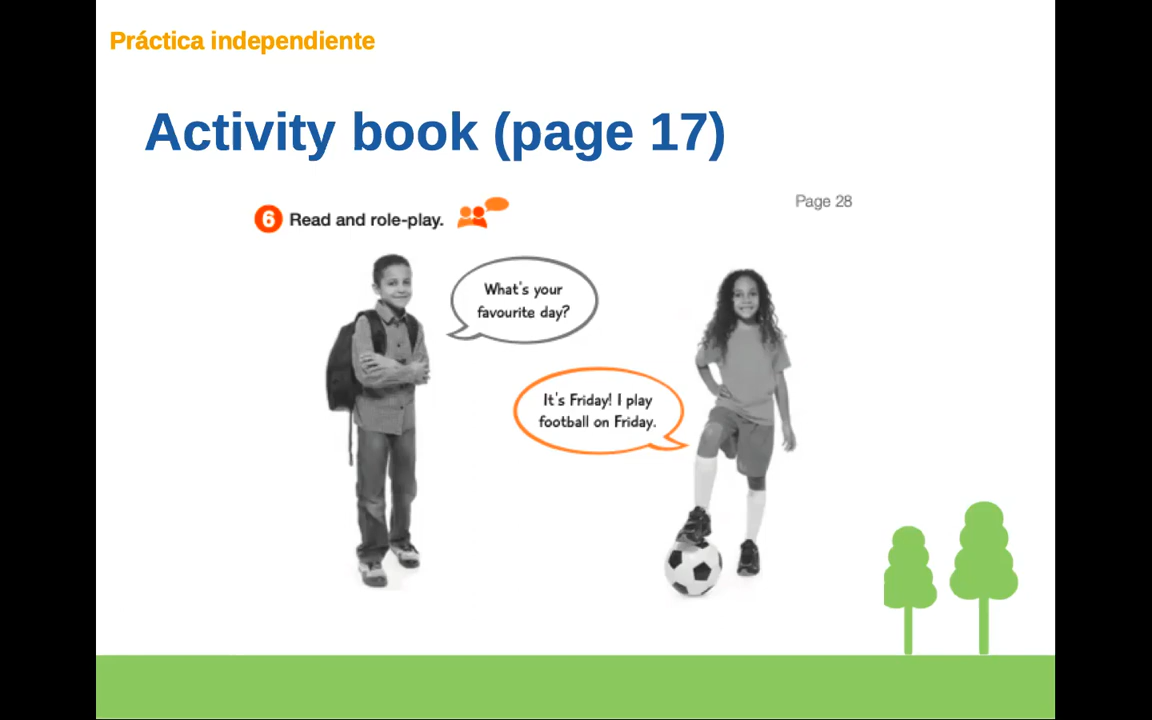 Práctica independiente
Activity book (page 17)
Page 28
6 Read and role-play.
What's your
favourite day?
It's Friday! I play
football on Friday.